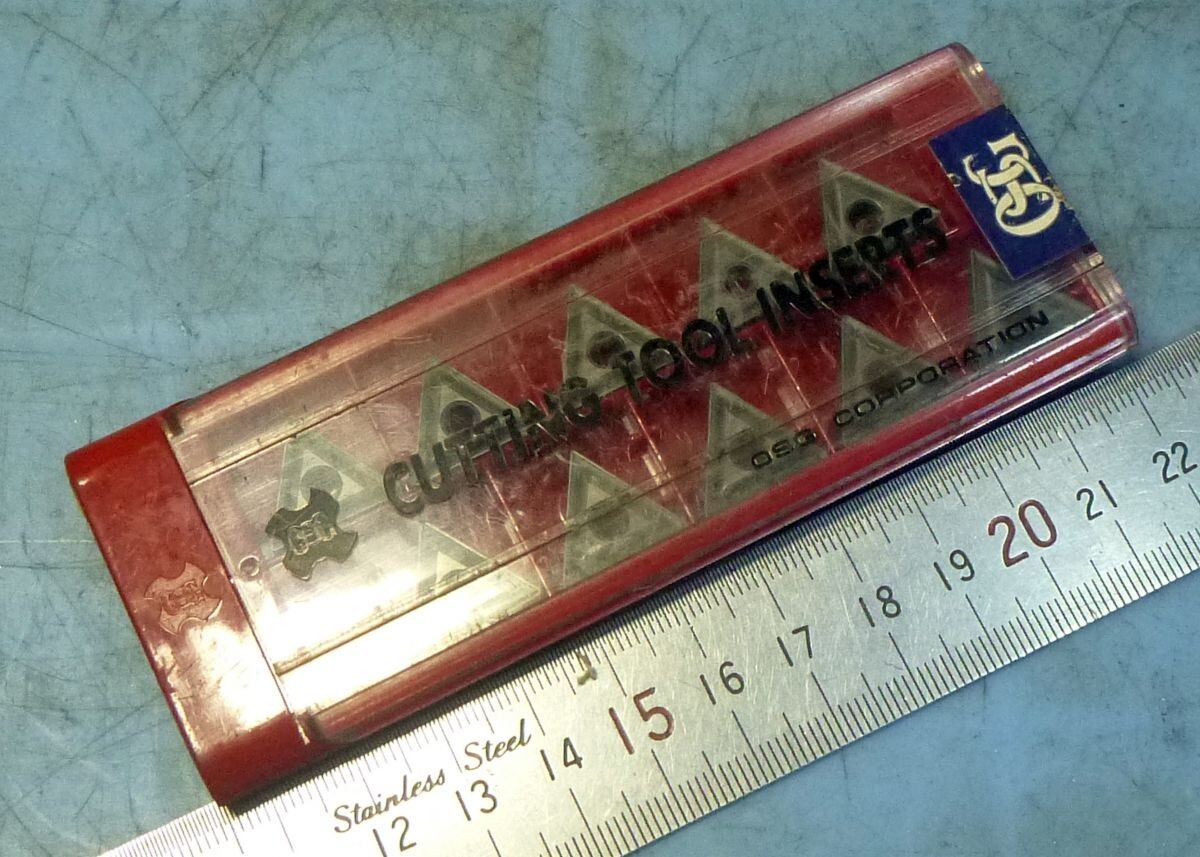 CUTTING TOOL INSERTS
OSG CORPORATION
OSG
Stainless Steel
12 13 14 15 16 17 18 19 20 21 22